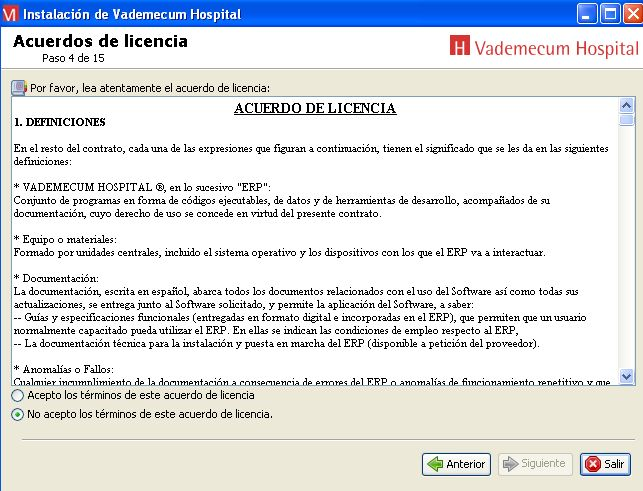 Instalación de Vademecum Hospital
Acuerdos de licencia
Paso 4 de 15
Vademecum Hospital
Por favor, lea atentamente el acuerdo de licencia:
ACUERDO DE LICENCIA
1. DEFINICIONES
En el resto del contrato, cada una de las expresiones que figuran a continuación, tienen el significado que se les da en las siguientes
definiciones:
* VADEMECUM HOSPITAL ®, en lo sucesivo "ERP":
Conjunto de programas en forma de códigos ejecutables, de datos y de herramientas de desarrollo, acompañados de su
documentación, cuyo derecho de uso se concede en virtud del presente contrato.
* Equipo o materiales:
Formado por unidades centrales, incluido el sistema operativo y los dispositivos con los que el ERP va a interactuar.
* Documentación:
La documentación, escrita en español, abarca todos los documentos relacionados con el uso del Software así como todas sus
actualizaciones, se entrega junto al Software solicitado, y permite la aplicación del Software, a saber:
-- Guías y especificaciones funcionales (entregadas en formato digital e incorporadas en el ERP), que permiten que un usuario
normalmente capacitado pueda utilizar el ERP. En ellas se indican las condiciones de empleo respecto al ERP,
-- La documentación técnica para la instalación y puesta en marcha del ERP (disponible a petición del proveedor).
* Anomalías o Fallos:
Cualquier incumplimiento de la documentación a consecuencia de errores del ERP o anomalías de funcionamiento repetitivo y que
Acepto los términos de este acuerdo de licencia
No acepto los términos de este acuerdo de licencia.
Anterior
Siguiente
Salir